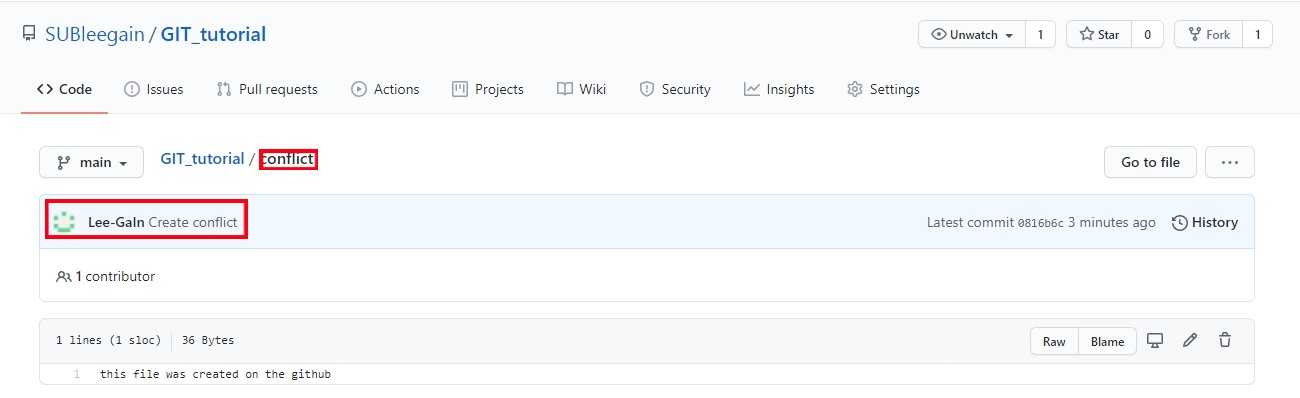 SUBleegain / GIT_tutorial
Unwatch 1 Star 0 Fork 1
Code Issues Pull requests Actions Projects Wiki Security Insights Settings
main GIT_tutorial / conflict Go to file ...
Lee-GaIn Create conflict Latest commit 0816b6c 3 minutes ago History
1 contributor
1 lines (1 sloc) 36 Bytes Raw Blame
1 this file was created on the github